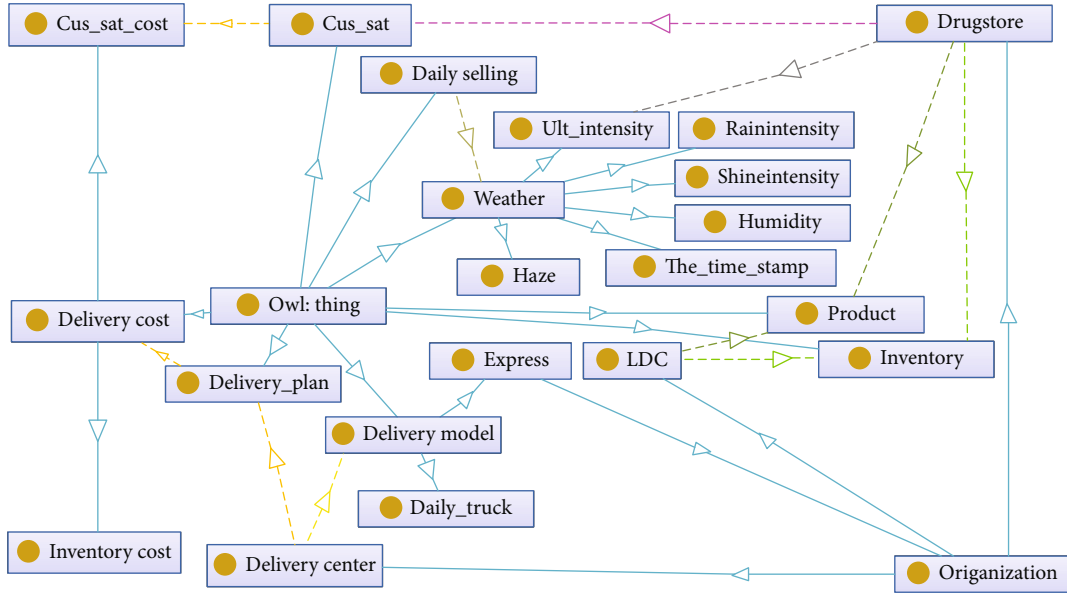 Cus_sat_cost
Cus_sat
Drugstore
Daily selling
Ult_intensity
Rainintensity
Shineintensity
Weather
Humidity
Haze
The_time_stamp
Owl: thing
Product
Delivery cost
Express
LDC
Inventory
Delivery_plan
Delivery model
Daily_truck
Inventory cost
Delivery center
Origanization